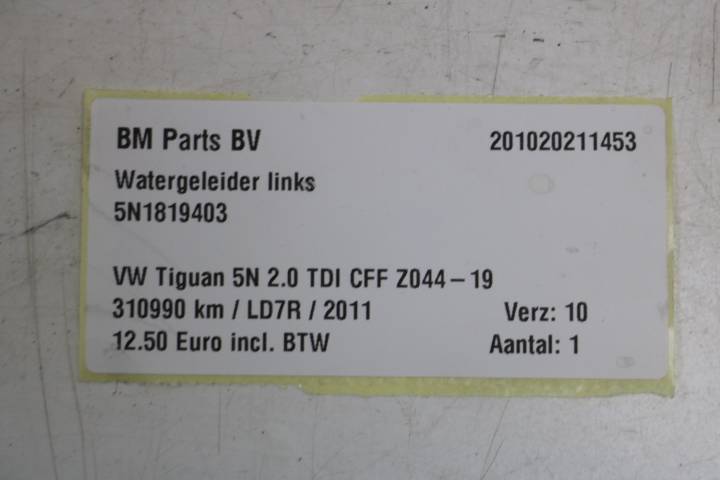 BM Parts BV 201020211453
Watergeleider links
5N1819403
VW Tiguan 5N 2.0 TDI CFF Z044-19
310990 km / LD7R / 2011 Verz: 10
12.50 Euro incl. BTW Aantal: 1